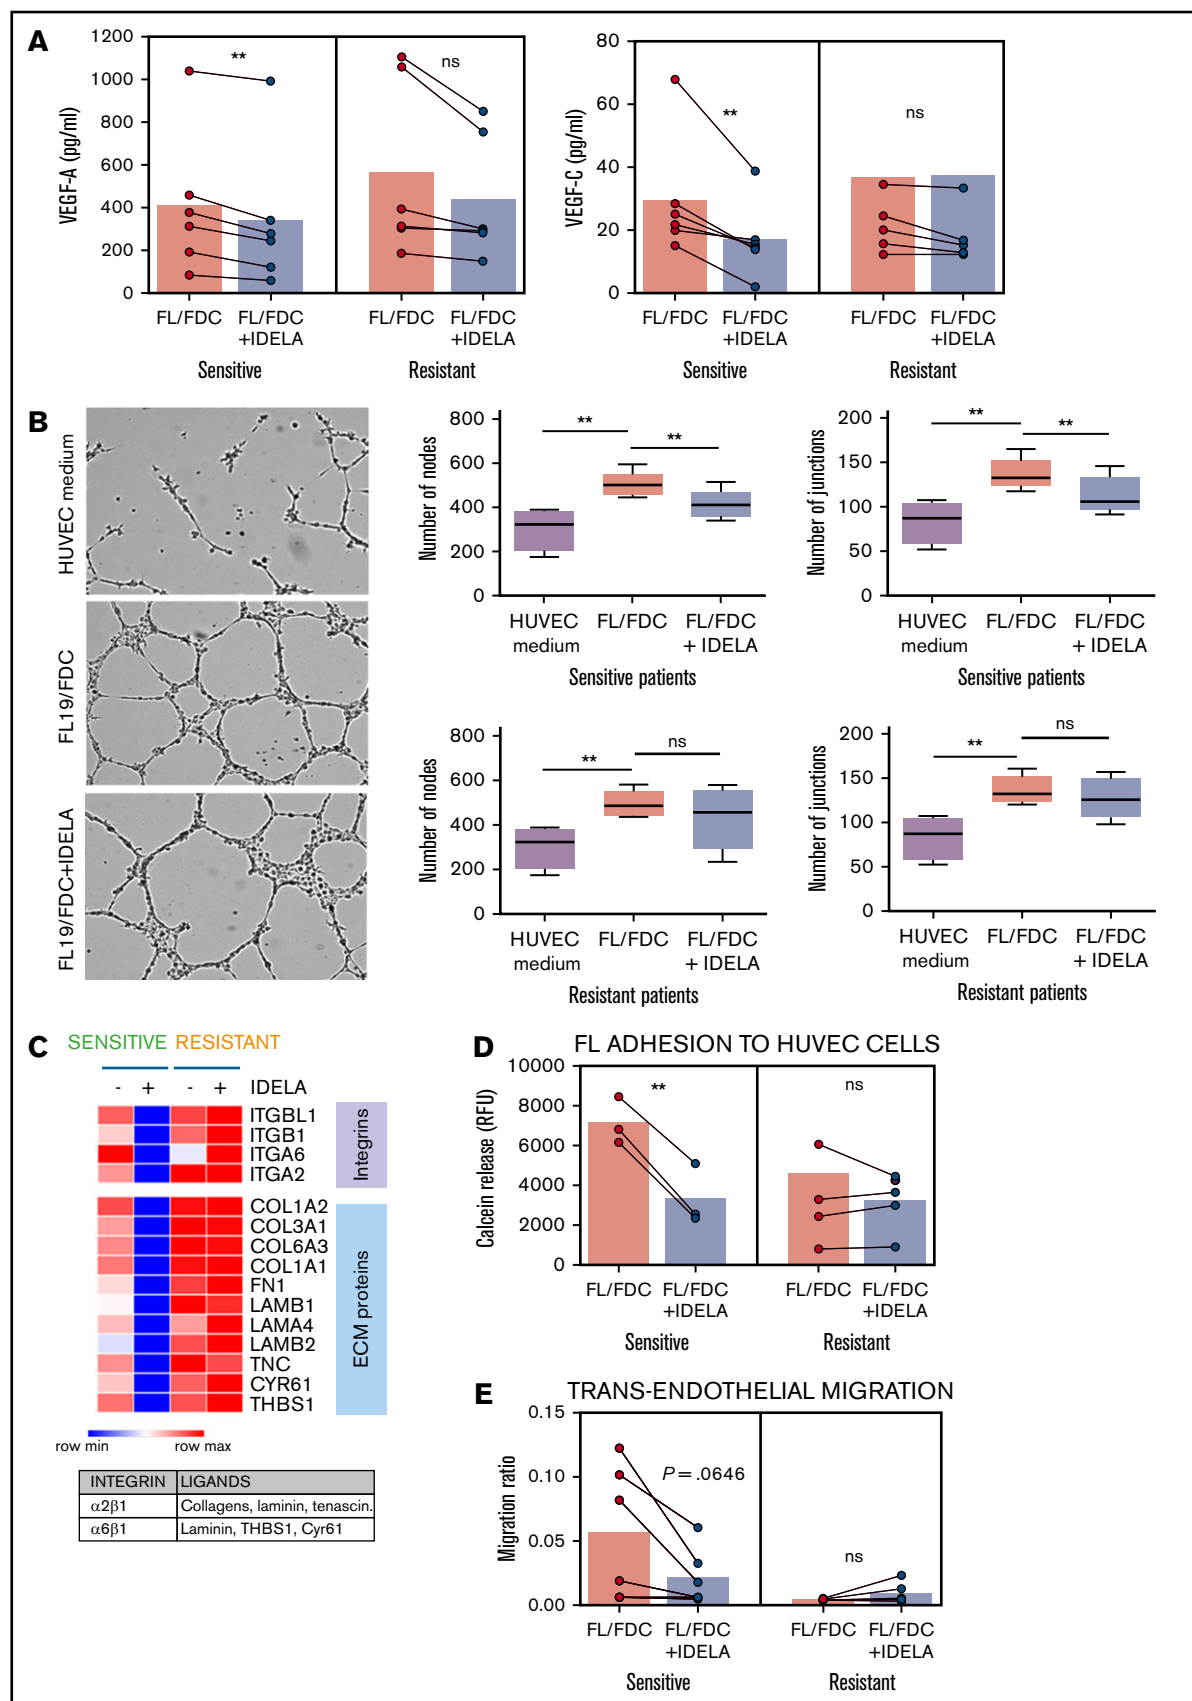 A
1200
1000
800
600
400
200
0
VEGF-A (pg/ml)
**
ns
FL/FDC
FL/FDC
+IDELA
FL/FDC
FL/FDC
+IDELA
Sensitive
Resistant
80
60
40
20
0
VEGF-C (pg/ml)
**
ns
FL/FDC
FL/FDC
+IDELA
FL/FDC
FL/FDC
+IDELA
Sensitive
Resistant
B
HUVEC medium
FL19/FDC
FL19/FDC+IDELA
800
600
400
200
0
Number of nodes
**
**
HUVEC
medium
FL/FDC
FL/FDC
+ IDELA
Sensitive patients
200
150
100
50
0
Number of junctions
**
**
HUVEC
medium
FL/FDC
FL/FDC
+ IDELA
Sensitive patients
800
600
400
200
0
Number of nodes
**
ns
HUVEC
medium
FL/FDC
FL/FDC
+ IDELA
Resistant patients
200
150
100
50
0
Number of junctions
**
ns
HUVEC
medium
FL/FDC
FL/FDC
+ IDELA
Resistant patients
C
SENSITIVE RESISTANT
- + - + IDELA
ITGBL1
ITGB1
ITGA6
ITGA2
Integrins
COL1A2
COL3A1
COL6A3
COL1A1
FN1
LAMB1
LAMA4
LAMB2
TNC
CYR61
THBS1
ECM proteins
row min row max
INTEGRIN LIGANDS
α2β1 Collagens, laminin, tenascin.
α6β1 Laminin, THBS1, Cyr61
D
FL ADHESION TO HUVEC CELLS
10000
8000
6000
4000
2000
0
Calcein release (RFU)
**
ns
FL/FDC
FL/FDC
+IDELA
FL/FDC
FL/FDC
+IDELA
Sensitive
Resistant
E
TRANS-ENDOTHELIAL MIGRATION
0.15
0.10
0.05
0.00
Migration ratio
P = .0646
ns
FL/FDC
FL/FDC
+IDELA
FL/FDC
FL/FDC
+IDELA
Sensitive
Resistant